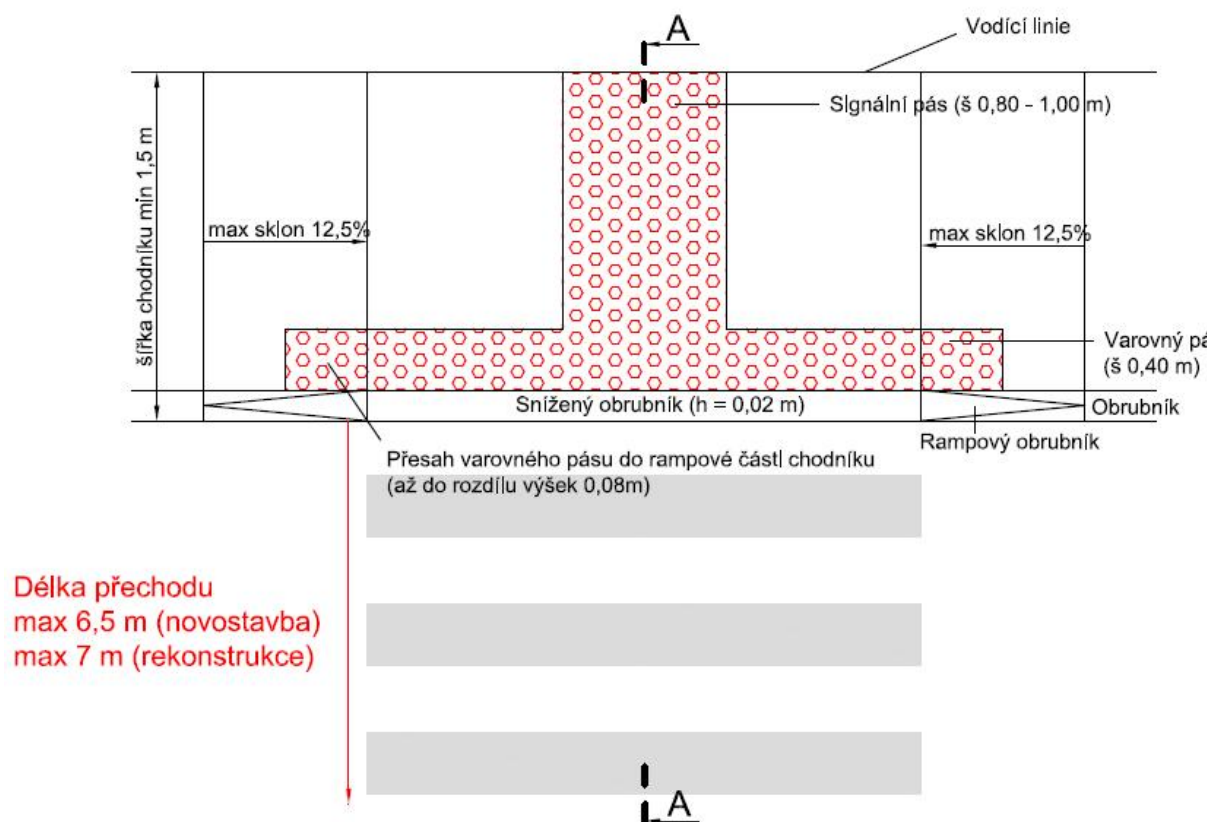 A
Vodící linie
Signální pás (š 0,80 - 1,00 m)
šířka chodníku min 1,5 m
max sklon 12,5%
max sklon 12,5%
Varovný pá
(š 0,40 m)
Snížený obrubník (h = 0,02 m)
Obrubník
Rampový obrubník
Přesah varovného pásu do rampové části chodníku
(až do rozdílu výšek 0,08m)
Délka přechodu
max 6,5 m (novostavba)
max 7 m (rekonstrukce)
A